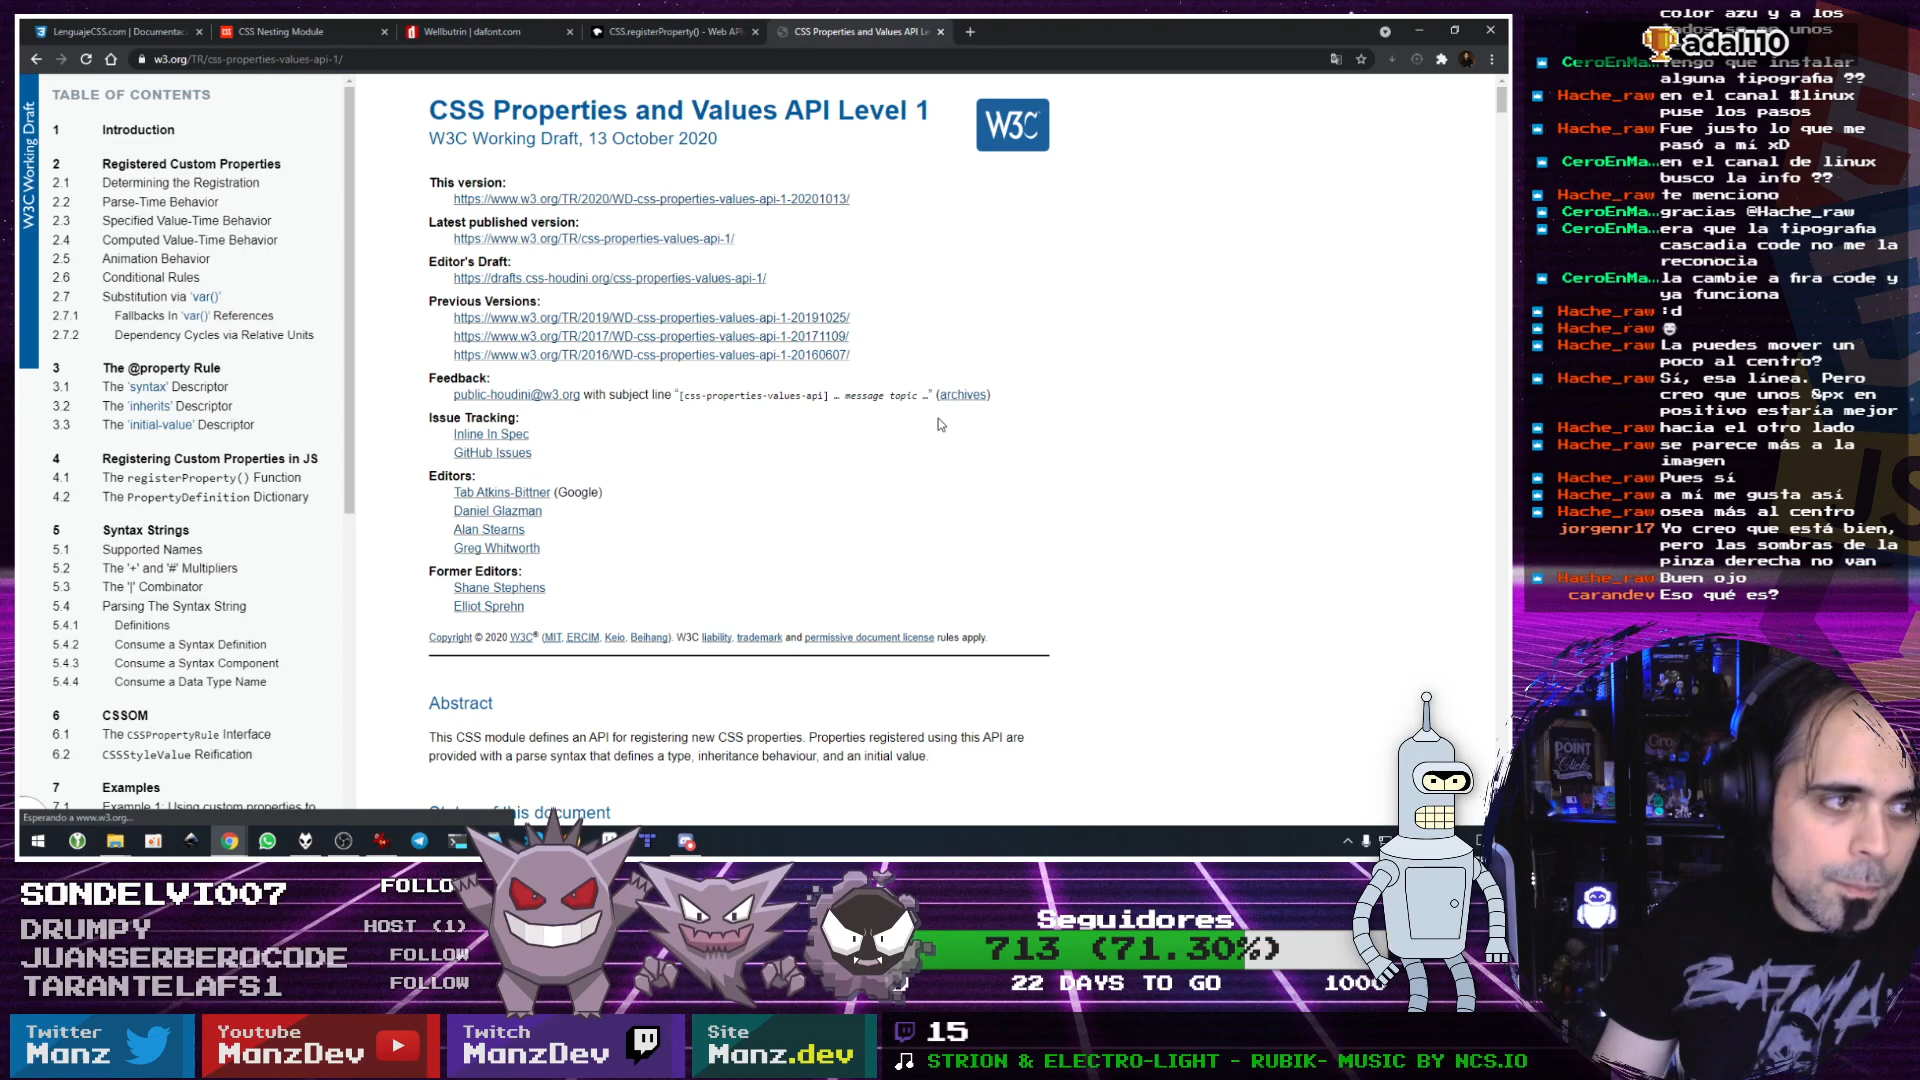 LenguajeCSS.com | Documentac
CSS Nesting Module
Wellbutrin | dafont.com
CSS.registerProperty() - Web API
CSS Properties and Values API Le
w3.org/TR/css-properties-values-api-1/
W3C Working Draft
TABLE OF CONTENTS
1 Introduction
2 Registered Custom Properties
2.1 Determining the Registration
2.2 Parse-Time Behavior
2.3 Specified Value-Time Behavior
2.4 Computed Value-Time Behavior
2.5 Animation Behavior
2.6 Conditional Rules
2.7 Substitution via 'var()'
2.7.1 Fallbacks In 'var()' References
2.7.2 Dependency Cycles via Relative Units
3 The @property Rule
3.1 The 'syntax' Descriptor
3.2 The 'inherits' Descriptor
3.3 The 'initial-value' Descriptor
4 Registering Custom Properties in JS
4.1 The registerProperty() Function
4.2 The PropertyDefinition Dictionary
5 Syntax Strings
5.1 Supported Names
5.2 The '+' and '#' Multipliers
5.3 The '|' Combinator
5.4 Parsing The Syntax String
5.4.1 Definitions
5.4.2 Consume a Syntax Definition
5.4.3 Consume a Syntax Component
5.4.4 Consume a Data Type Name
6 CSSOM
6.1 The CSSPropertyRule Interface
6.2 CSSStyleValue Reification
7 Examples
7.1 Example 1: Using custom properties to
Esperando a www.w3.org...
CSS Properties and Values API Level 1
W3C Working Draft, 13 October 2020
W3C
This version:
https://www.w3.org/TR/2020/WD-css-properties-values-api-1-20201013/
Latest published version:
https://www.w3.org/TR/css-properties-values-api-1/
Editor's Draft:
https://drafts.css-houdini.org/css-properties-values-api-1/
Previous Versions:
https://www.w3.org/TR/2019/WD-css-properties-values-api-1-20191025/
https://www.w3.org/TR/2017/WD-css-properties-values-api-1-20171109/
https://www.w3.org/TR/2016/WD-css-properties-values-api-1-20160607/
Feedback:
public-houdini@w3.org with subject line “[css-properties-values-api] … message topic …” (archives)
Issue Tracking:
Inline In Spec
GitHub Issues
Editors:
Tab Atkins-Bittner (Google)
Daniel Glazman
Alan Stearns
Greg Whitworth
Former Editors:
Shane Stephens
Elliot Sprehn
Copyright © 2020 W3C® (MIT, ERCIM, Keio, Beihang). W3C liability, trademark and permissive document license rules apply.
Abstract
This CSS module defines an API for registering new CSS properties. Properties registered using this API are
provided with a parse syntax that defines a type, inheritance behaviour, and an initial value.
this document
color azu y a los
unos
adal110
CeroEnMa… Tengo que instalar
alguna tipografia ??
Hache_raw en el canal #linux
puse los pasos
Hache_raw Fue justo lo que me
pasó a mí xD
CeroEnMa… en el canal de linux
busco la info ??
Hache_raw te menciono
CeroEnMa… gracias @Hache_raw
CeroEnMa… era que la tipografia
cascadia code no me la
reconocia
CeroEnMa… la cambie a fira code y
ya funciona
Hache_raw :d
Hache_raw
Hache_raw La puedes mover un
poco al centro?
Hache_raw Sí, esa línea. Pero
creo que unos 8px en
positivo estaría mejor
Hache_raw hacia el otro lado
Hache_raw se parece más a la
imagen
Hache_raw Pues sí
Hache_raw a mí me gusta así
Hache_raw osea más al centro
jorgenr17 Yo creo que está bien,
pero las sombras de la
pinza derecha no van
Hache_raw Buen ojo
carandev Eso qué es?
POINT
Click
SONDELVI007 FOLLO
DRUMPY HOST (1)
JUANSERBEROCODE FOLLOW
TARANTELAFS1 FOLLOW
Seguidores
713 (71.30%)
22 DAYS TO GO 1000
Twitter
Manz
Youtube
ManzDev
Twitch
ManzDev
Site
Manz.dev
15
STRION & ELECTRO-LIGHT - RUBIK- MUSIC BY NCS.IO